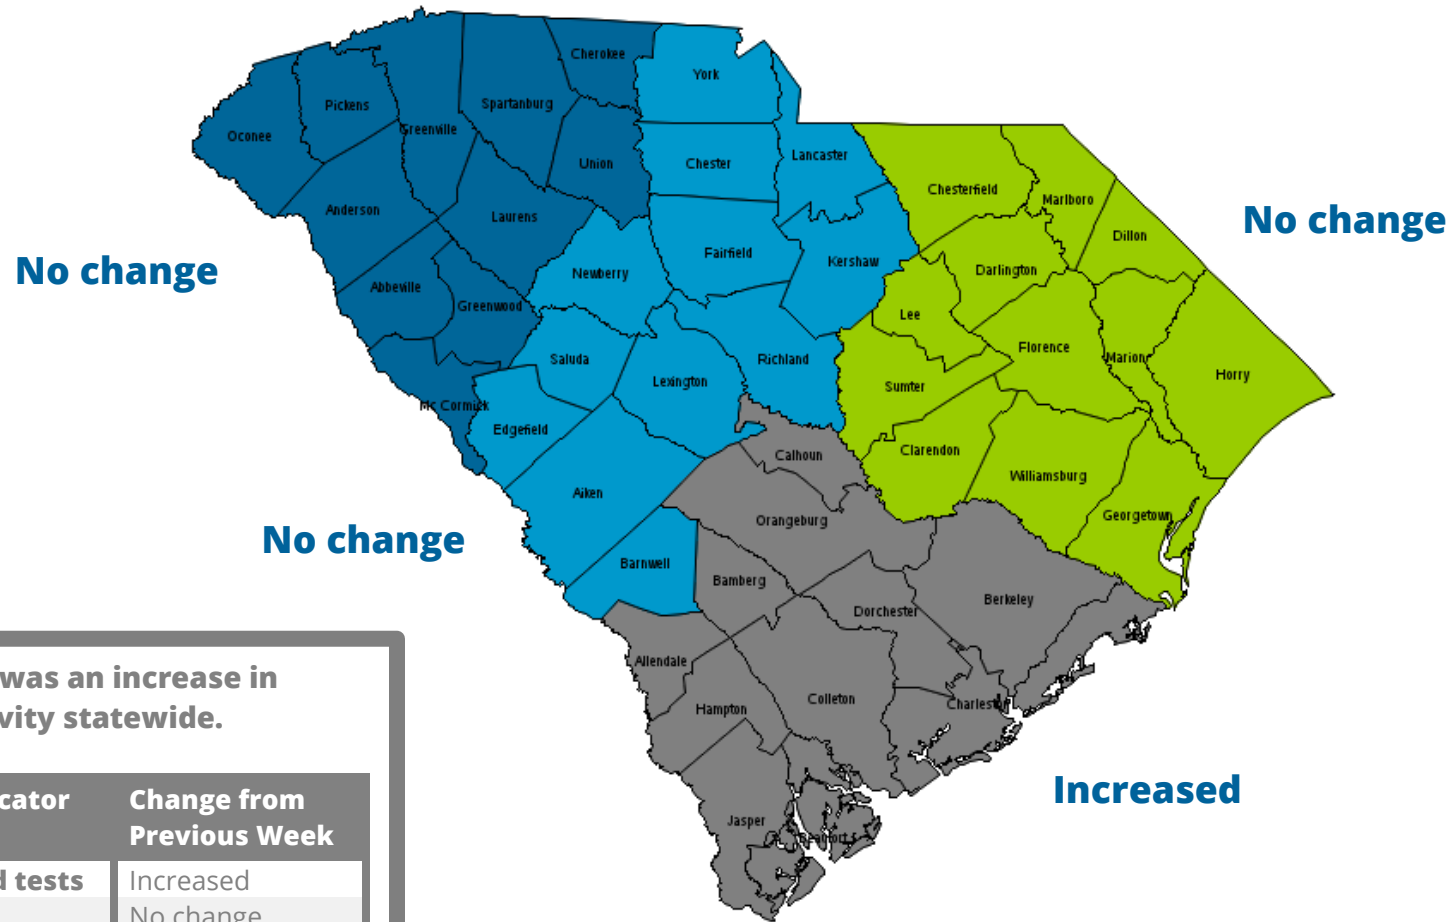 Cherokee
York
Pickens
Spartanburg
Oconee
Greenville
Union
Chester
Lancaster
Chesterfield
Marlboro
Anderson
Laurens
Dillon
No change
No change
Newberry
Fairfield
Kershaw
Darlington
Abbeville
Greenwood
Lee
Florence
Saluda
Richland
Marion
Lexington
Sumter
Horry
Mc Cormick
Edgefield
Calhoun
Clarendon
Williamsburg
Aiken
Orangeburg
Georgetown
No change
Barnwell
Bamberg
Berkeley
Dorchester
Allendale
Hampton
Colleton
Charleston
Increased
Jasper
Beaufort
was an increase in
vity statewide.
cator
Change from
Previous Week
d tests
Increased
No change